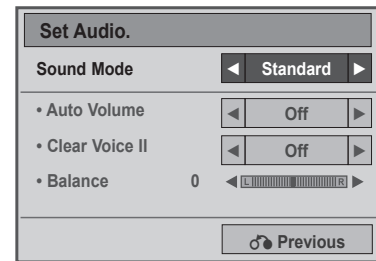 Set Audio.
Sound Mode ◀ Standard ▶
• Auto Volume ◀ Off ▶
• Clear Voice II ◀ Off ▶
• Balance 0 ◀ L R ▶
Previous